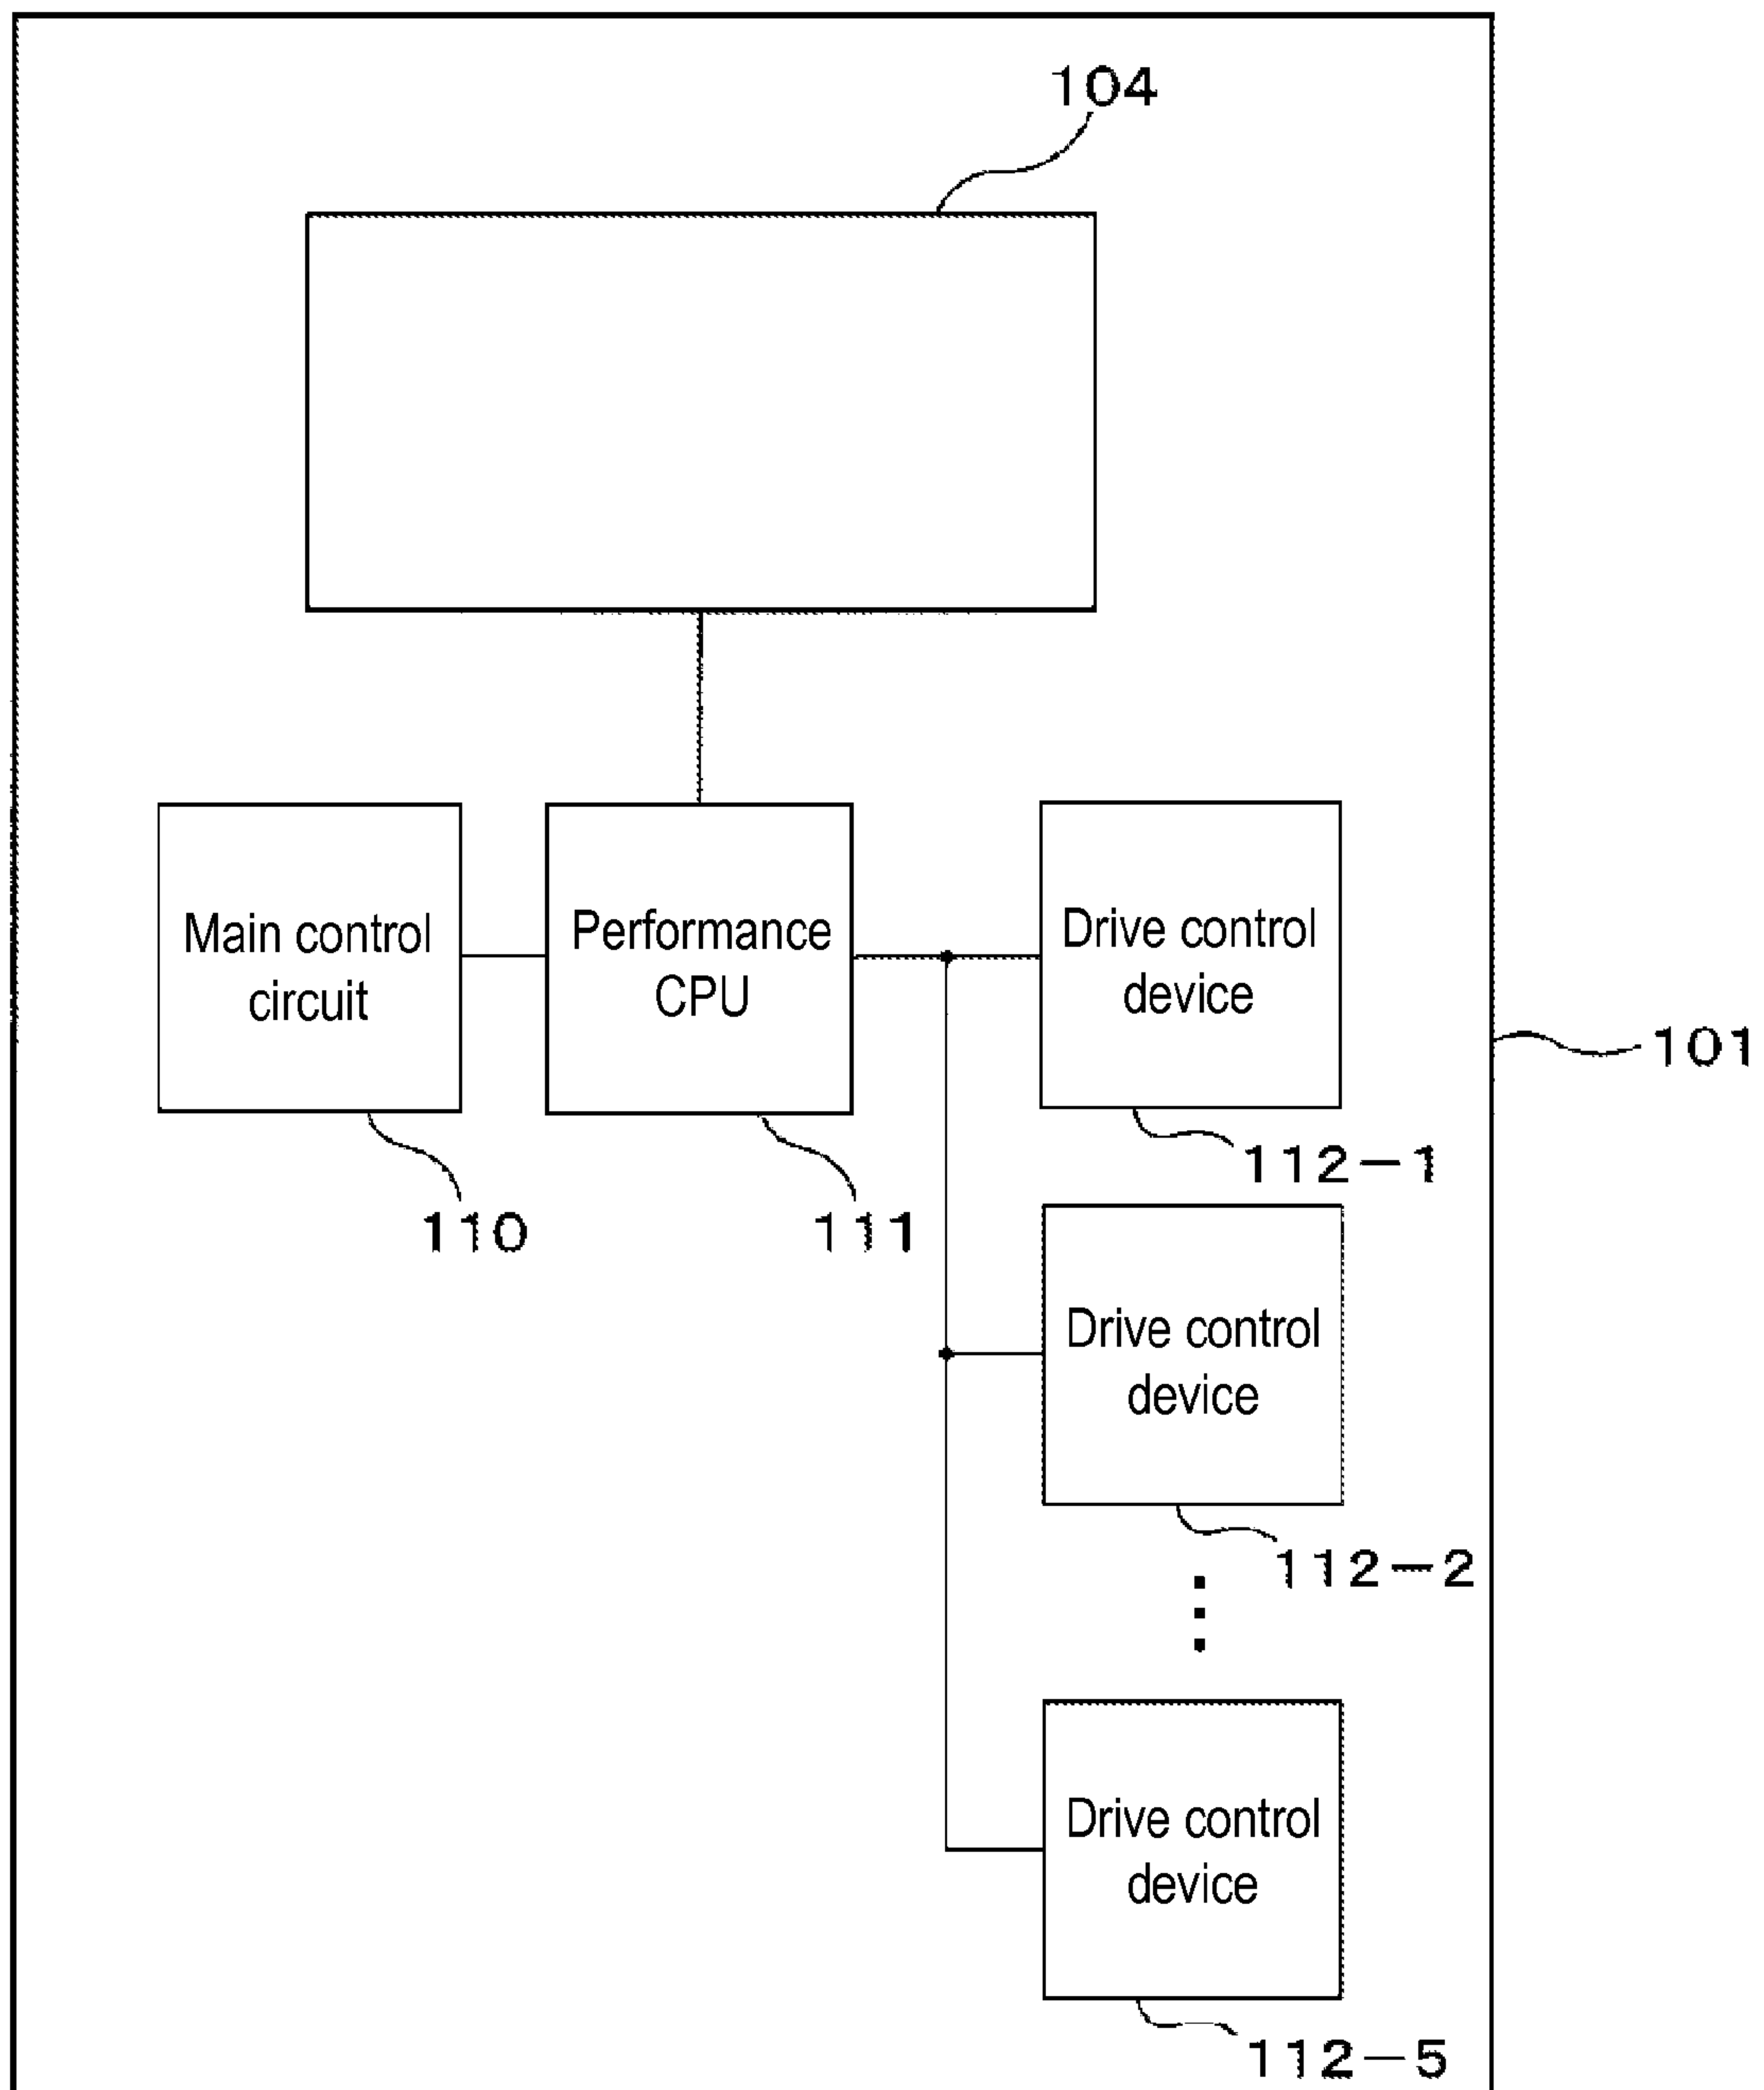 104
Main control
circuit
Performance
CPU
Drive control
device
101
110
111
112-1
Drive control
device
112-2
Drive control
device
112-5